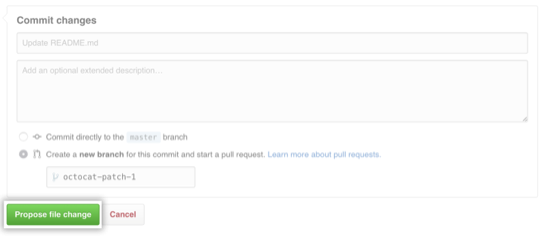 Commit changes
Update README.md
Add an optional extended description...
Commit directly to the master branch
Create a new branch for this commit and start a pull request. Learn more about pull requests.
octocat-patch-1
Propose file change Cancel